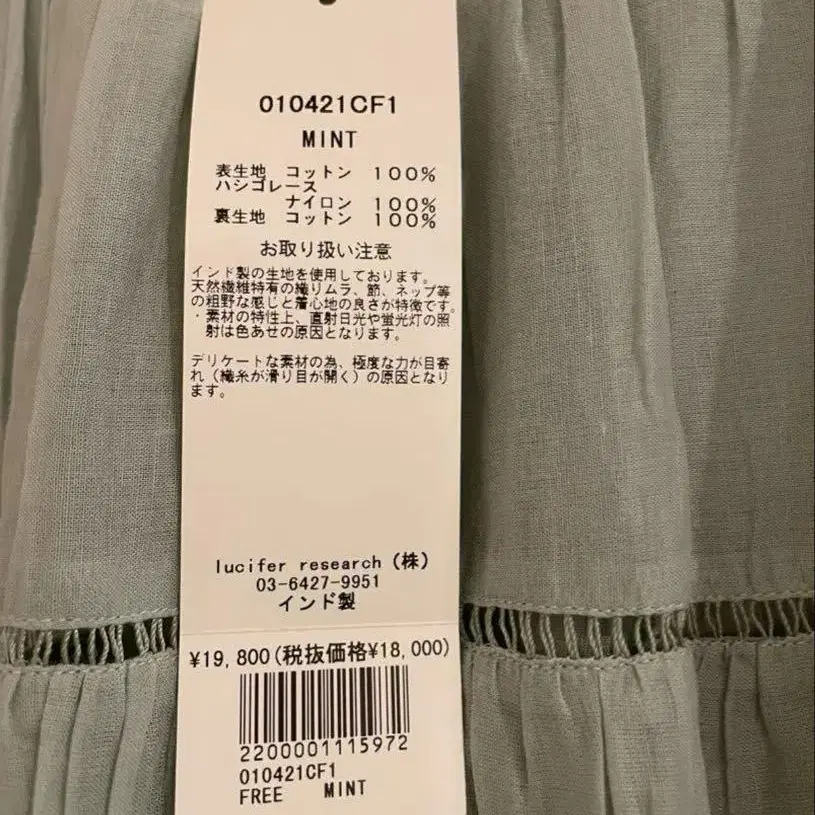 010421CF1
MINT
表生地 コットン 100%
ハシゴレース
ナイロン 100%
裏生地 コットン 100%
お取り扱い注意
インド製の生地を使用しております。
天然繊維特有の織りムラ、節、ネップ等
の粗野な感じと着心地の良さが特徴です。
・素材の特性上、直射日光や蛍光灯の照
射は色あせの原因となります。
デリケートな素材の為、極度な力が目寄
れ（織糸が滑り目が開く）の原因となり
ます。
lucifer research（株）
03-6427-9951
インド製
¥19,800(税抜価格¥18,000)
2200001115972
010421CF1
FREE MINT